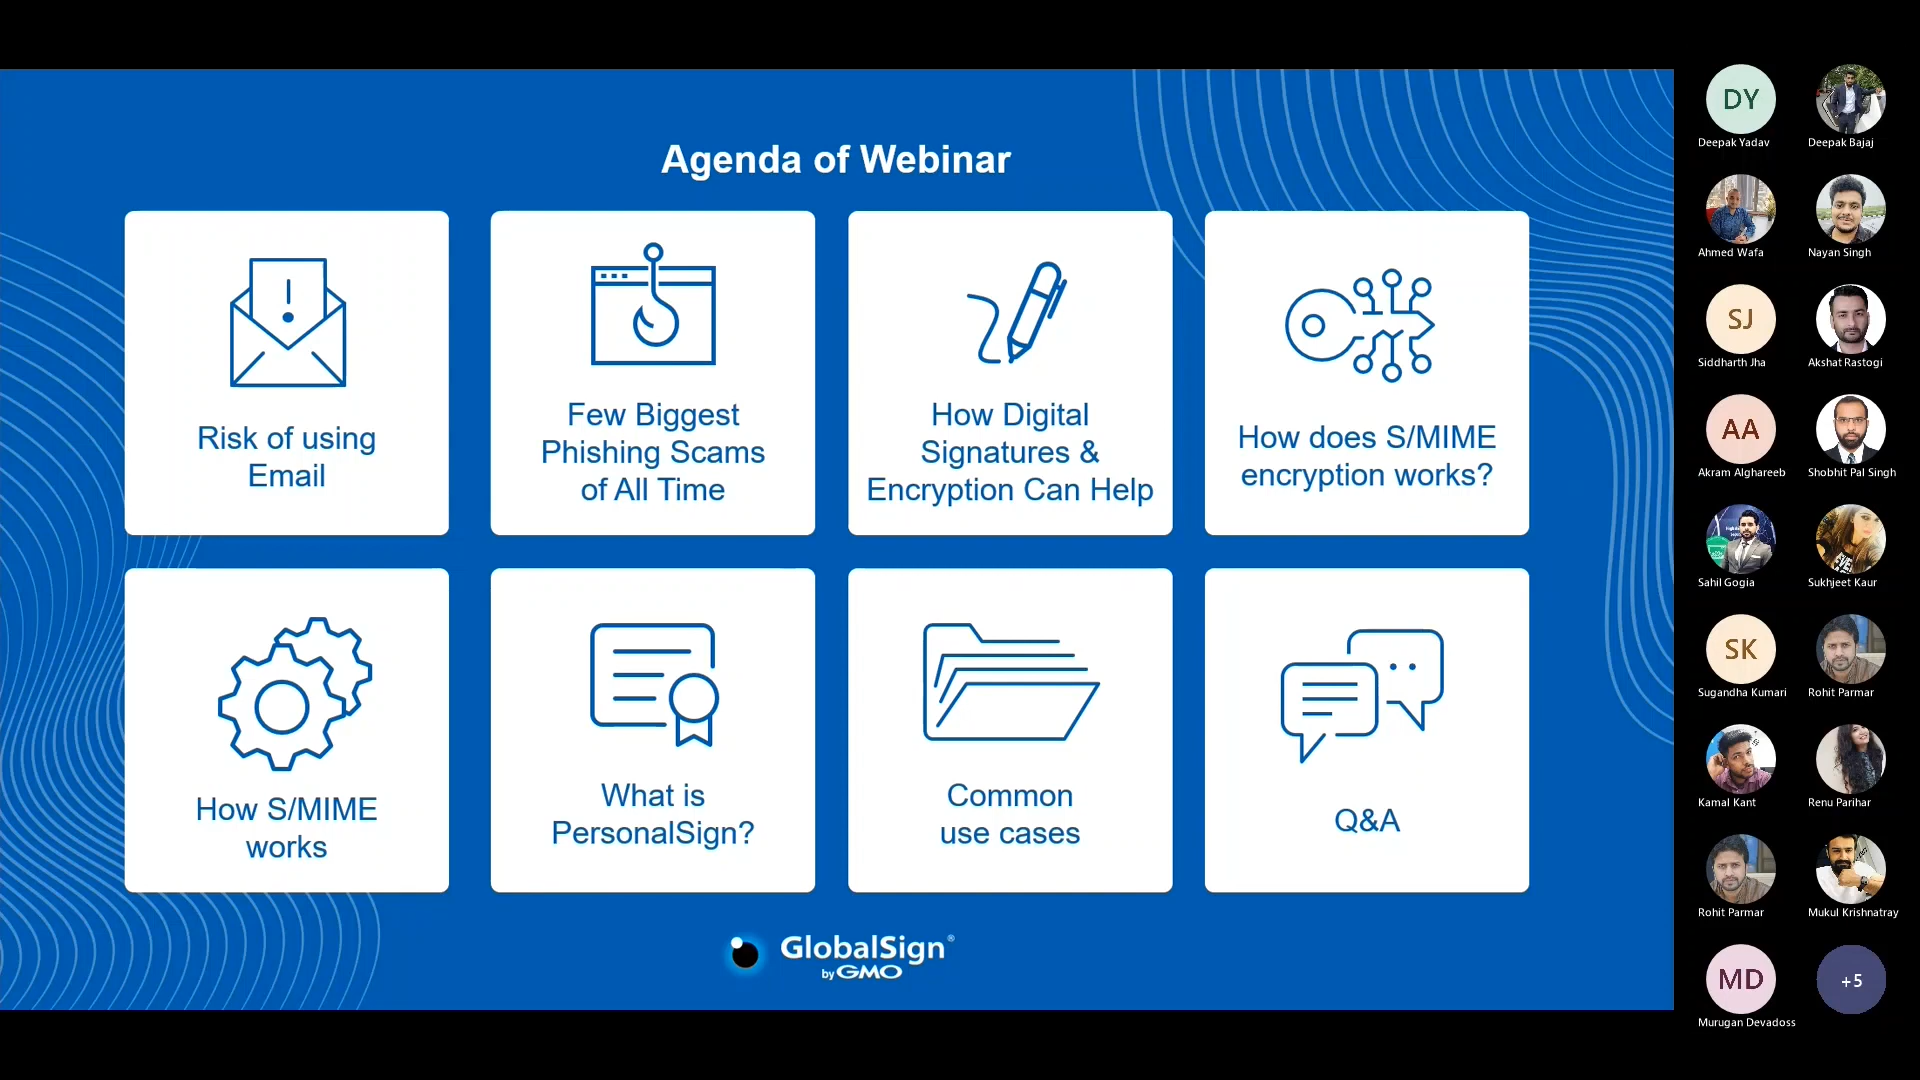 Agenda of Webinar
Risk of using
Email
Few Biggest
Phishing Scams
of All Time
How Digital
Signatures &
Encryption Can Help
How does S/MIME
encryption works?
How S/MIME
works
What is
PersonalSign?
Common
use cases
Q&A
GlobalSign®
by GMO
DY
Deepak Yadav
Deepak Bajaj
Ahmed Wafa
Nayan Singh
SJ
Siddharth Jha
Akshat Rastogi
AA
Akram Alghareeb
Shobhit Pal Singh
Sahil Gogia
Sukhjeet Kaur
SK
Sugandha Kumari
Rohit Parmar
Kamal Kant
Renu Parihar
Rohit Parmar
Mukul Krishnatray
MD
Murugan Devadoss
+5